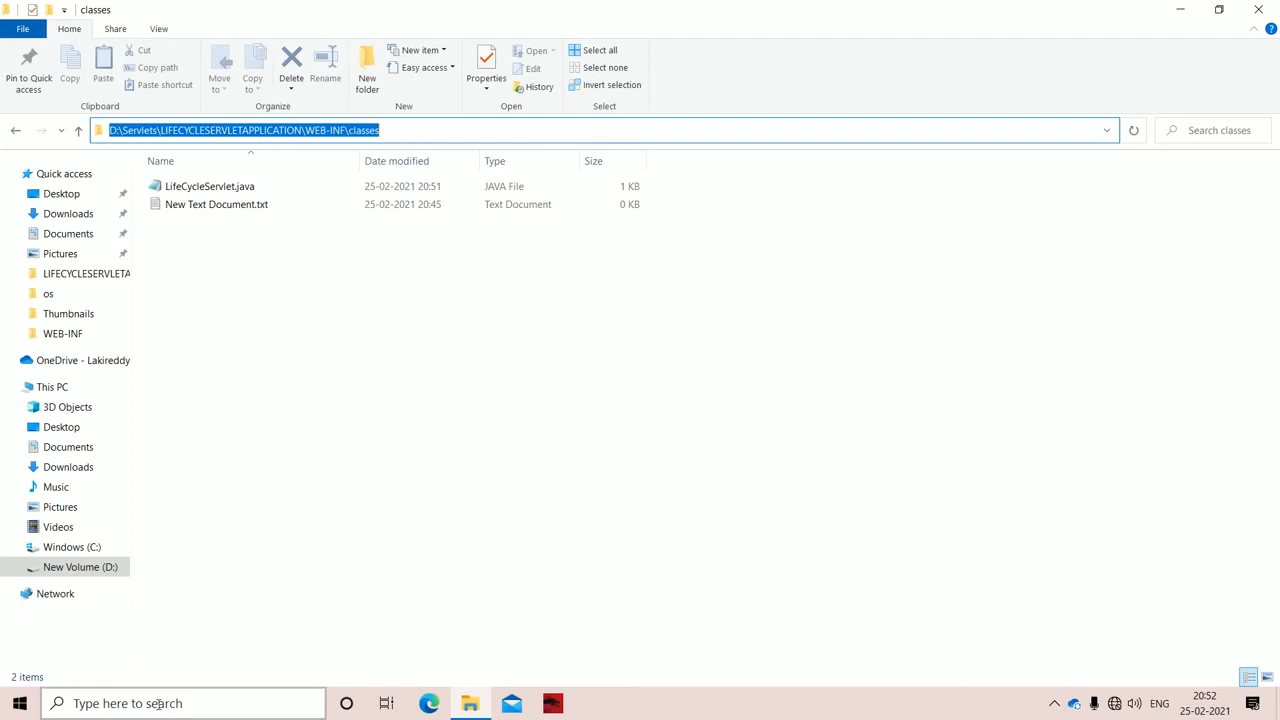 classes
File
Home
Share
View
Pin to Quick access
Copy
Paste
Cut
Copy path
Paste shortcut
Clipboard
Move to
Copy to
Delete
Rename
Organize
New folder
New item
Easy access
New
Properties
Open
Edit
History
Open
Select all
Select none
Invert selection
Select
D:\Servlets\LIFECYCLESERVLETAPPLICATION\WEB-INF\classes
Search classes
Name Date modified Type Size
LifeCycleServlet.java 25-02-2021 20:51 JAVA File 1 KB
New Text Document.txt 25-02-2021 20:45 Text Document 0 KB
Quick access
Desktop
Downloads
Documents
Pictures
LIFECYCLESERVLETA
os
Thumbnails
WEB-INF
OneDrive - Lakireddy
This PC
3D Objects
Desktop
Documents
Downloads
Music
Pictures
Videos
Windows (C:)
New Volume (D:)
Network
2 items
Type here to search
ENG
20:52
25-02-2021